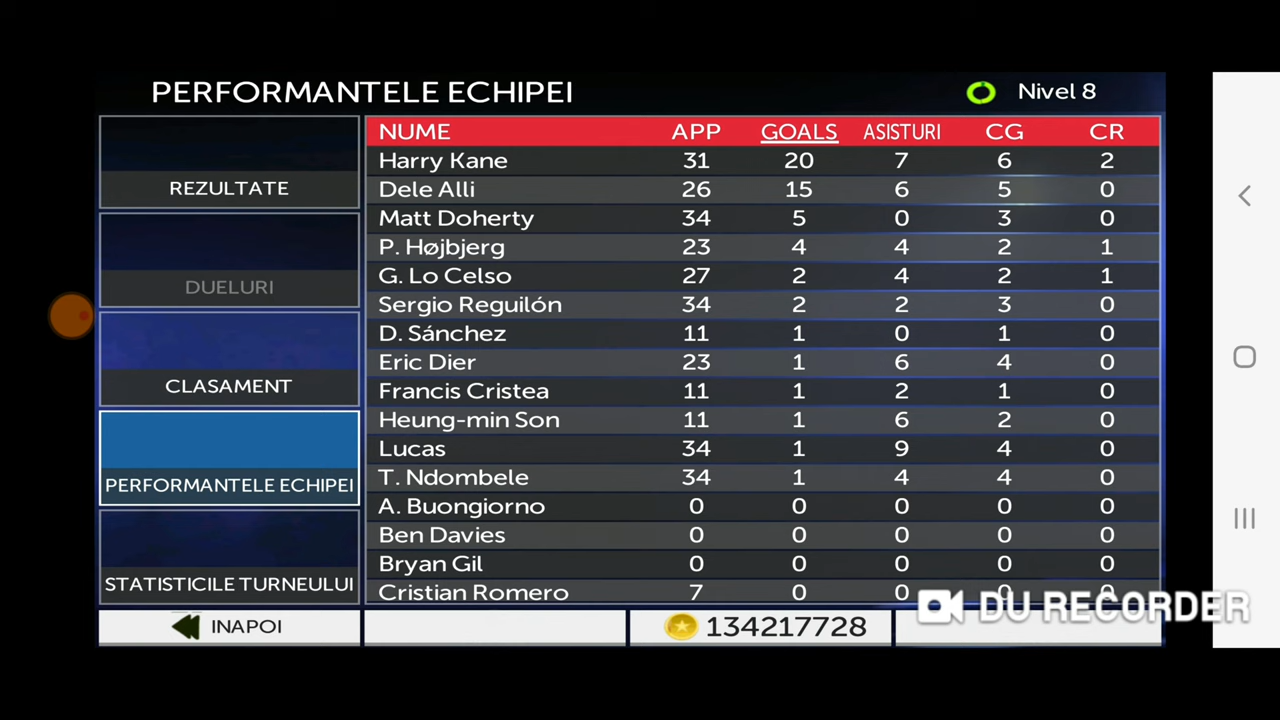 PERFORMANTELE ECHIPEI
Nivel 8
REZULTATE
DUELURI
CLASAMENT
PERFORMANTELE ECHIPEI
STATISTICILE TURNEULUI
NUME APP GOALS ASISTURI CG CR
Harry Kane 31 20 7 6 2
Dele Alli 26 15 6 5 0
Matt Doherty 34 5 0 3 0
P. Højbjerg 23 4 4 2 1
G. Lo Celso 27 2 4 2 1
Sergio Reguilón 34 2 2 3 0
D. Sánchez 11 1 0 1 0
Eric Dier 23 1 6 4 0
Francis Cristea 11 1 2 1 0
Heung-min Son 11 1 6 2 0
Lucas 34 1 9 4 0
T. Ndombele 34 1 4 4 0
A. Buongiorno 0 0 0 0 0
Ben Davies 0 0 0 0 0
Bryan Gil 0 0 0 0 0
Cristian Romero 7 0 0 0 0
INAPOI
134217728
DU RECORDER